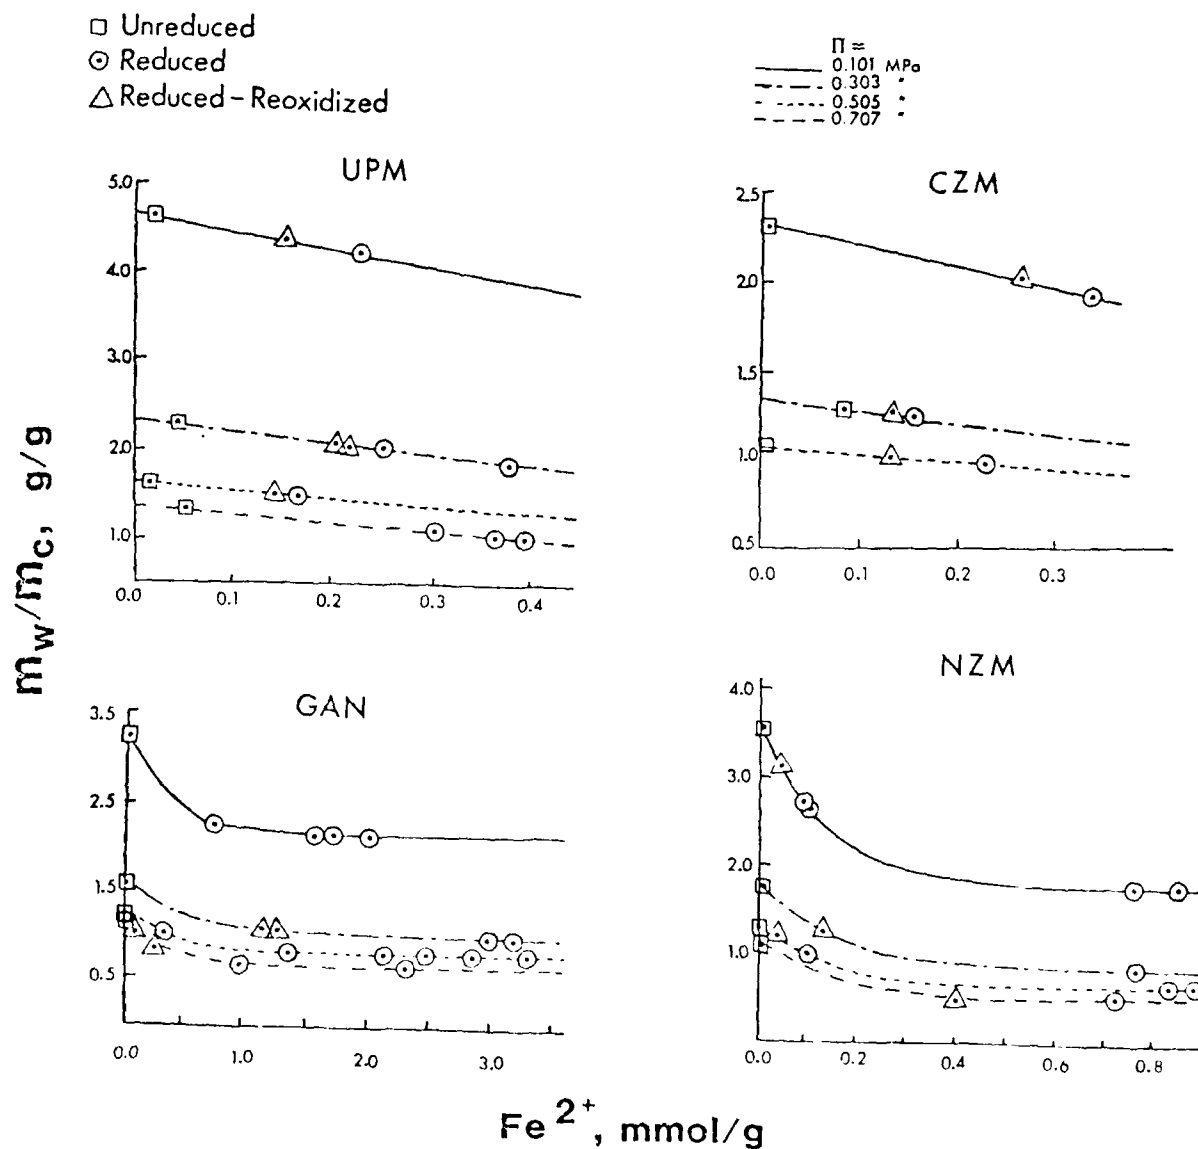 Unreduced
Reduced
Reduced-Reoxidized
Π =
0.101 MPa
0.303 "
0.505 "
0.707 "
UPM
5.0
4.0
3.0
2.0
1.0
0.0 0.1 0.2 0.3 0.4
CZM
2.5
2.0
1.5
1.0
0.5
0.0 0.1 0.2 0.3
mw/mc, g/g
GAN
3.5
2.5
1.5
0.5
0.0 1.0 2.0 3.0
NZM
4.0
3.0
2.0
1.0
0.0 0.2 0.4 0.6 0.8
Fe2+, mmol/g